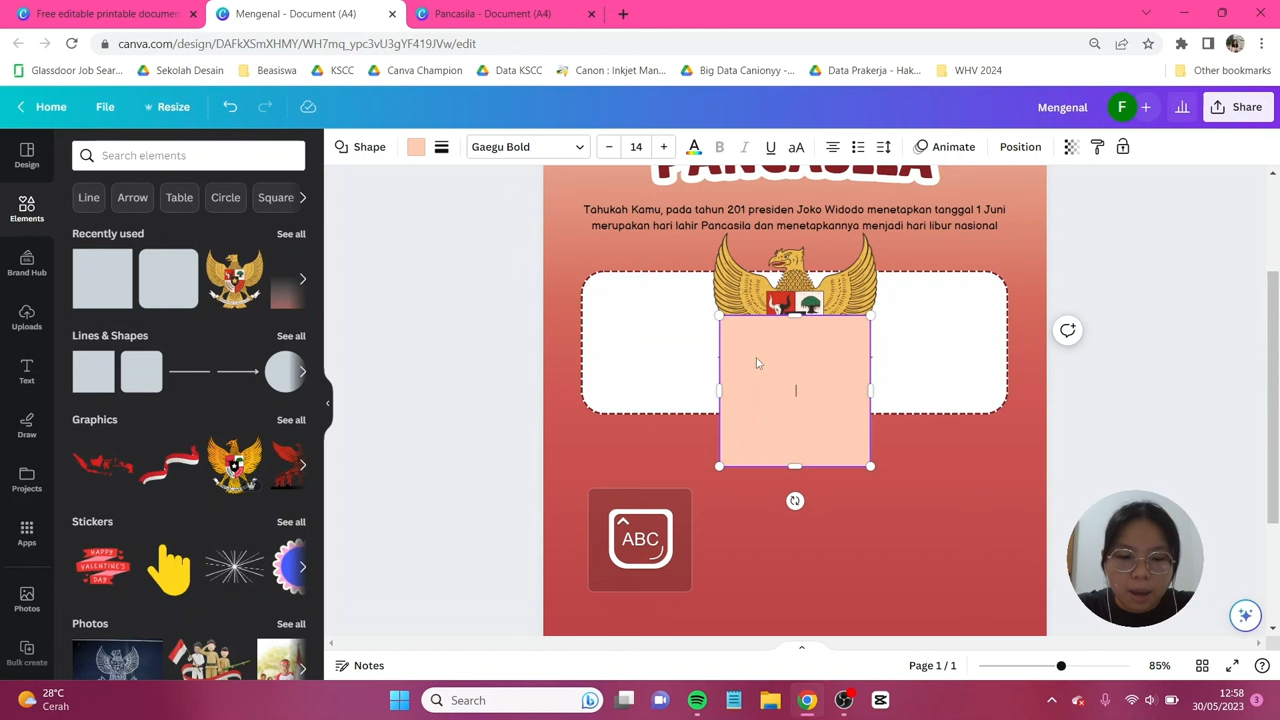 Free editable printable documen
Mengenal - Document (A4)
Pancasila - Document (A4)
canva.com/design/DAFkXSmXHMY/WH7mq_ypc3vU3gYF419JVw/edit
Glassdoor Job Sear...
Sekolah Desain
Beasiswa
KSCC
Canva Champion
Data KSCC
Canon : Inkjet Man...
Big Data Canionyy -...
Data Prakerja - Hak...
WHV 2024
Other bookmarks
Home
File
Resize
Mengenal
F
Share
Design
Elements
Brand Hub
Uploads
Text
Draw
Projects
Apps
Photos
Bulk create
Search elements
Line
Arrow
Table
Circle
Square
Recently used
See all
Lines & Shapes
See all
Graphics
See all
Stickers
See all
HAPPY
VALENTINE'S
DAY
Photos
See all
Shape
Gaegu Bold
14
A
B
I
U
aA
Animate
Position
PANCASILA
Tahukah Kamu, pada tahun 201 presiden Joko Widodo menetapkan tanggal 1 Juni
merupakan hari lahir Pancasila dan menetapkannya menjadi hari libur nasional
ABC
Notes
Page 1 / 1
85%
28°C
Cerah
Search
12:58
30/05/2023
3